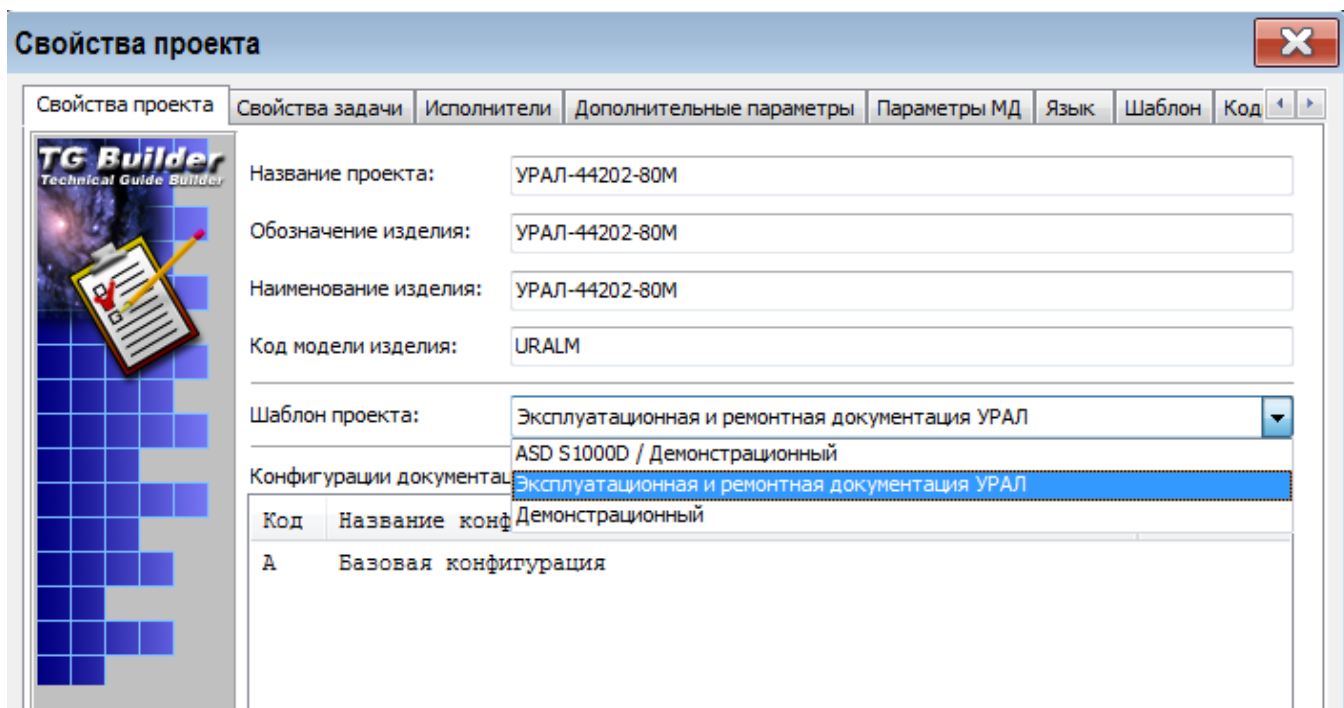 Свойства проекта
Свойства проекта Свойства задачи Исполнители Дополнительные параметры Параметры МД Язык Шаблон Код
TG Builder
Technical Guide Builder
Название проекта: УРАЛ-44202-80М
Обозначение изделия: УРАЛ-44202-80М
Наименование изделия: УРАЛ-44202-80М
Код модели изделия: URALM
Шаблон проекта: Эксплуатационная и ремонтная документация УРАЛ
ASD S1000D / Демонстрационный
Конфигурации документац Эксплуатационная и ремонтная документация УРАЛ
Код Название конф Демонстрационный
А Базовая конфигурация